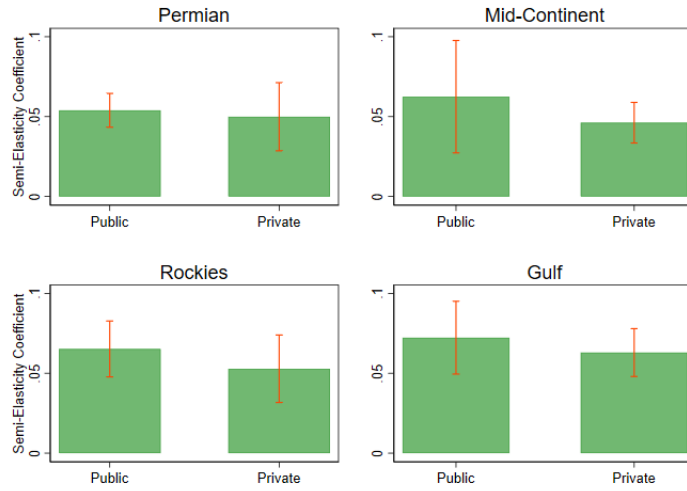 Permian
Mid-Continent
Semi-Elasticity Coefficient
.1
.05
0
Public
Private
.1
.05
0
Public
Private
Rockies
Gulf
Semi-Elasticity Coefficient
.1
.05
0
Public
Private
.1
.05
0
Public
Private